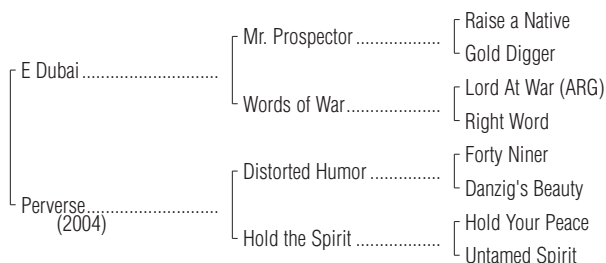 Raise a Native
Mr. Prospector ..................
Gold Digger
E Dubai ............................
Lord At War (ARG)
Words of War ....................
Right Word
Forty Niner
Distorted Humor ...............
Danzig's Beauty
Perverse ...........................
(2004)
Hold Your Peace
Hold the Spirit ...................
Untamed Spirit